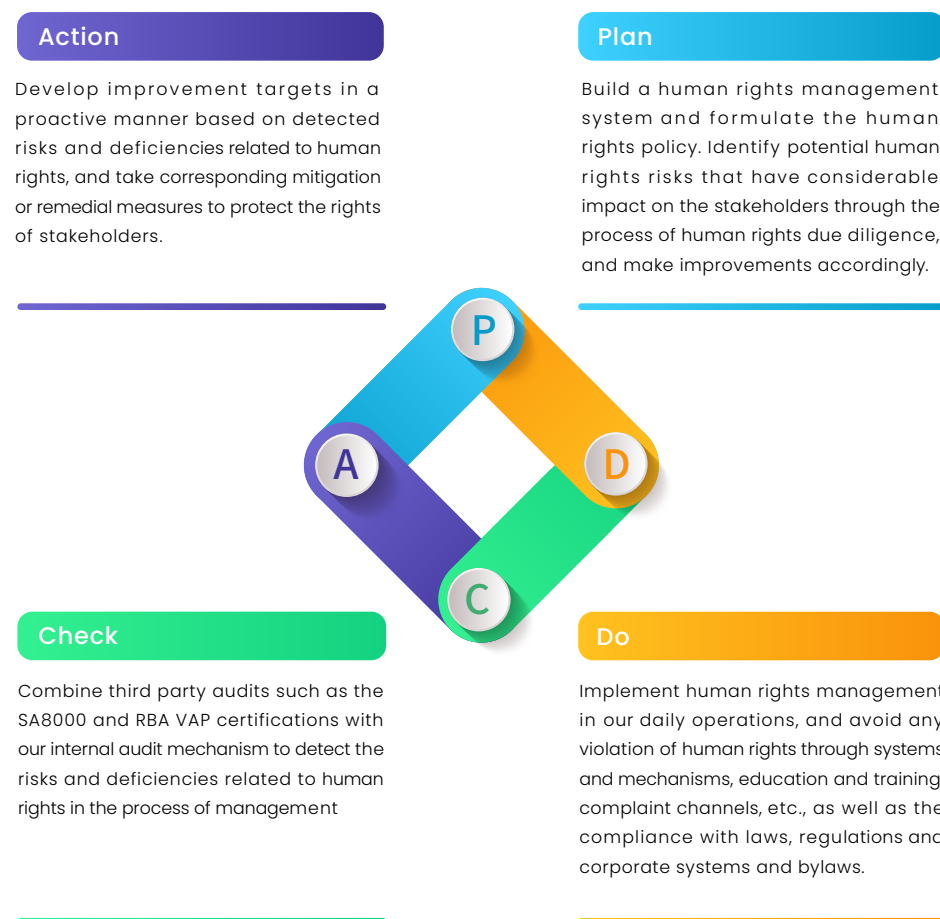 Action
Develop improvement targets in a
proactive manner based on detected
risks and deficiencies related to human
rights, and take corresponding mitigation
or remedial measures to protect the rights
of stakeholders.
Plan
Build a human rights management
system and formulate the human
rights policy. Identify potential human
rights risks that have considerable
impact on the stakeholders through the
process of human rights due diligence,
and make improvements accordingly.
P
A
D
C
Check
Combine third party audits such as the
SA8000 and RBA VAP certifications with
our internal audit mechanism to detect the
risks and deficiencies related to human
rights in the process of management
Do
Implement human rights management
in our daily operations, and avoid any
violation of human rights through systems
and mechanisms, education and training,
complaint channels, etc., as well as the
compliance with laws, regulations and
corporate systems and bylaws.